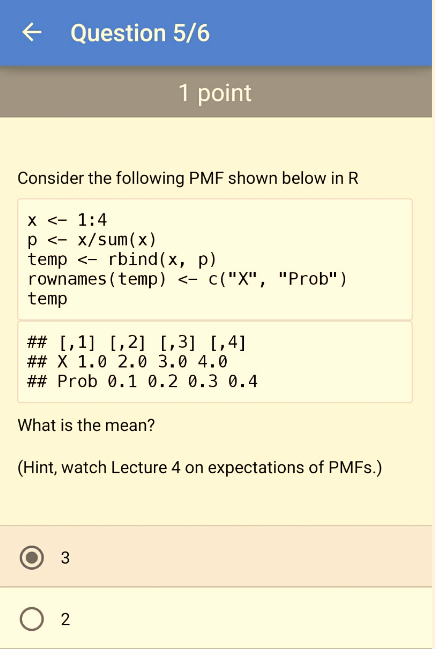 Question 5/6
1 point
Consider the following PMF shown below in R
x <- 1:4
p <- x/sum(x)
temp <- rbind(x, p)
rownames(temp) <- c("X", "Prob")
temp
## [,1] [,2] [,3] [,4]
## X 1.0 2.0 3.0 4.0
## Prob 0.1 0.2 0.3 0.4
What is the mean?
(Hint, watch Lecture 4 on expectations of PMFs.)
3
2